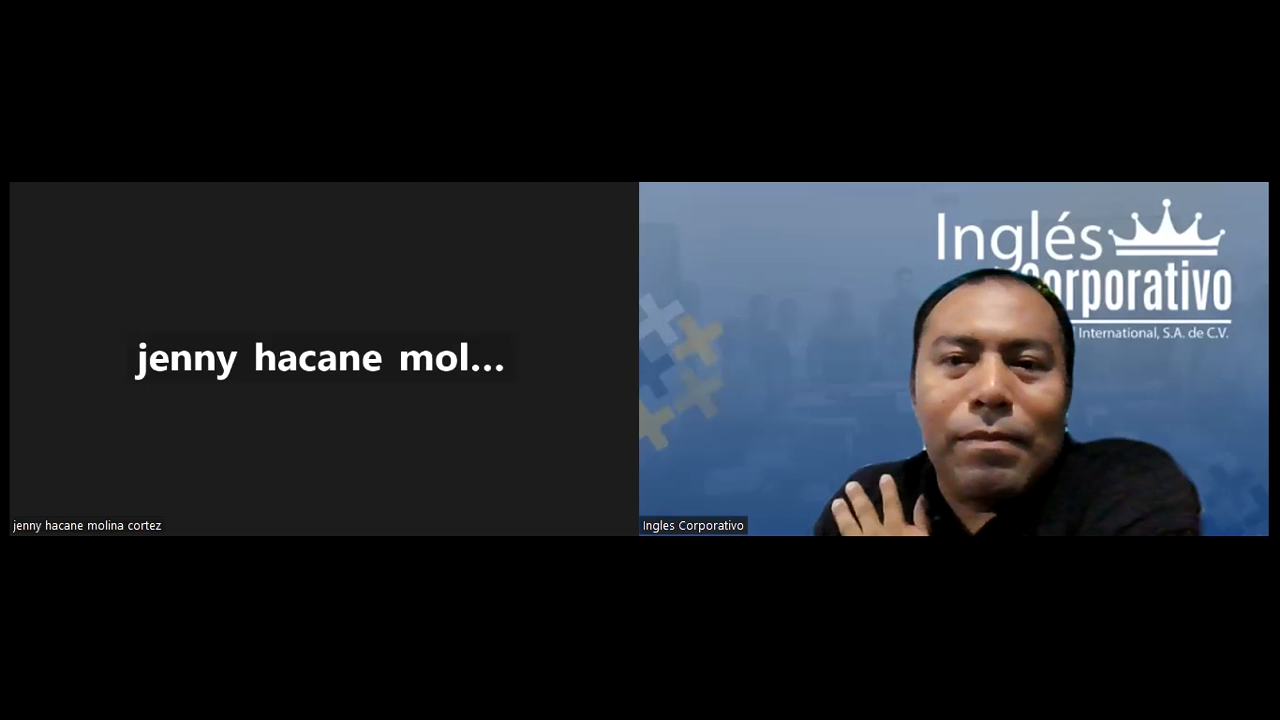 jenny hacane mol...
jenny hacane molina cortez
Inglés
Corporativo
International, S.A. de C.V.
Ingles Corporativo